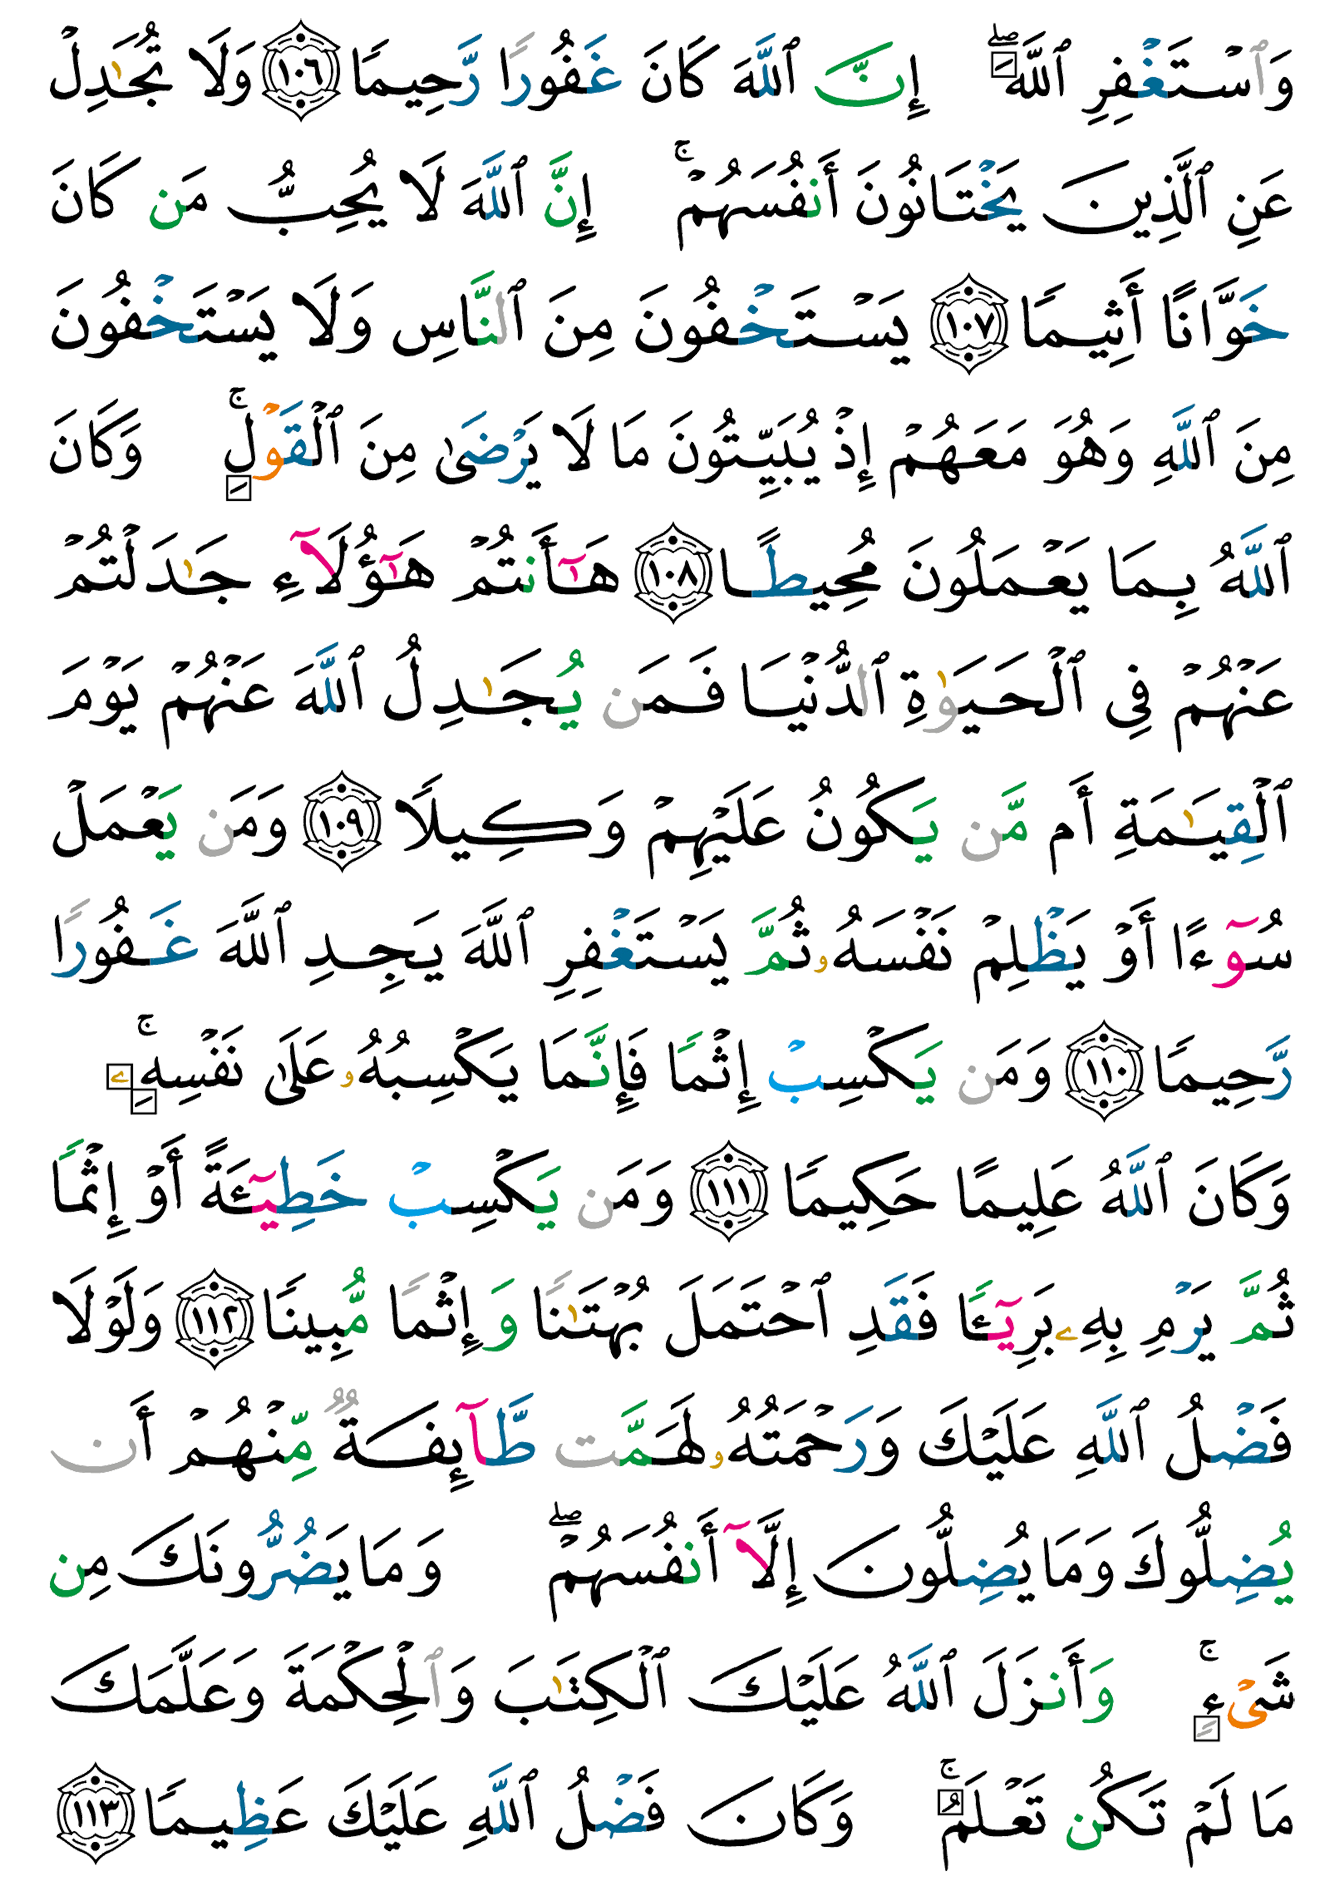 وَٱسۡتَغۡفِرِ ٱللَّهَۖ إِنَّ ٱللَّهَ كَانَ غَفُورًا رَّحِيمًا ١٠٦ وَلَا تُجَٰدِلۡ
عَنِ ٱلَّذِينَ يَخۡتَانُونَ أَنفُسَهُمۡۚ إِنَّ ٱللَّهَ لَا يُحِبُّ مَن كَانَ
خَوَّانًا أَثِيمًا ١٠٧ يَسۡتَخۡفُونَ مِنَ ٱلنَّاسِ وَلَا يَسۡتَخۡفُونَ
مِنَ ٱللَّهِ وَهُوَ مَعَهُمۡ إِذۡ يُبَيِّتُونَ مَا لَا يَرۡضَىٰ مِنَ ٱلۡقَوۡلِۚ وَكَانَ
ٱللَّهُ بِمَا يَعۡمَلُونَ مُحِيطًا ١٠٨ هَٰٓأَنتُمۡ هَٰٓؤُلَآءِ جَٰدَلۡتُمۡ
عَنۡهُمۡ فِي ٱلۡحَيَوٰةِ ٱلدُّنۡيَا فَمَن يُجَٰدِلُ ٱللَّهَ عَنۡهُمۡ يَوۡمَ
ٱلۡقِيَٰمَةِ أَم مَّن يَكُونُ عَلَيۡهِمۡ وَكِيلًا ١٠٩ وَمَن يَعۡمَلۡ
سُوٓءًا أَوۡ يَظۡلِمۡ نَفۡسَهُۥ ثُمَّ يَسۡتَغۡفِرِ ٱللَّهَ يَجِدِ ٱللَّهَ غَفُورًا
رَّحِيمًا ١١٠ وَمَن يَكۡسِبۡ إِثۡمًا فَإِنَّمَا يَكۡسِبُهُۥ عَلَىٰ نَفۡسِهِۦۚ
وَكَانَ ٱللَّهُ عَلِيمًا حَكِيمًا ١١١ وَمَن يَكۡسِبۡ خَطِيٓـَٔةً أَوۡ إِثۡمًا
ثُمَّ يَرۡمِ بِهِۦ بَرِيٓـًٔا فَقَدِ ٱحۡتَمَلَ بُهۡتَٰنًا وَإِثۡمًا مُّبِينًا ١١٢ وَلَوۡلَا
فَضۡلُ ٱللَّهِ عَلَيۡكَ وَرَحۡمَتُهُۥ لَهَمَّت طَّآئِفَةٌ مِّنۡهُمۡ أَن
يُضِلُّوكَ وَمَا يُضِلُّونَ إِلَّآ أَنفُسَهُمۡۖ وَمَا يَضُرُّونَكَ مِن
شَيۡءٍۚ وَأَنزَلَ ٱللَّهُ عَلَيۡكَ ٱلۡكِتَٰبَ وَٱلۡحِكۡمَةَ وَعَلَّمَكَ
مَا لَمۡ تَكُن تَعۡلَمُۚ وَكَانَ فَضۡلُ ٱللَّهِ عَلَيۡكَ عَظِيمًا ١١٣